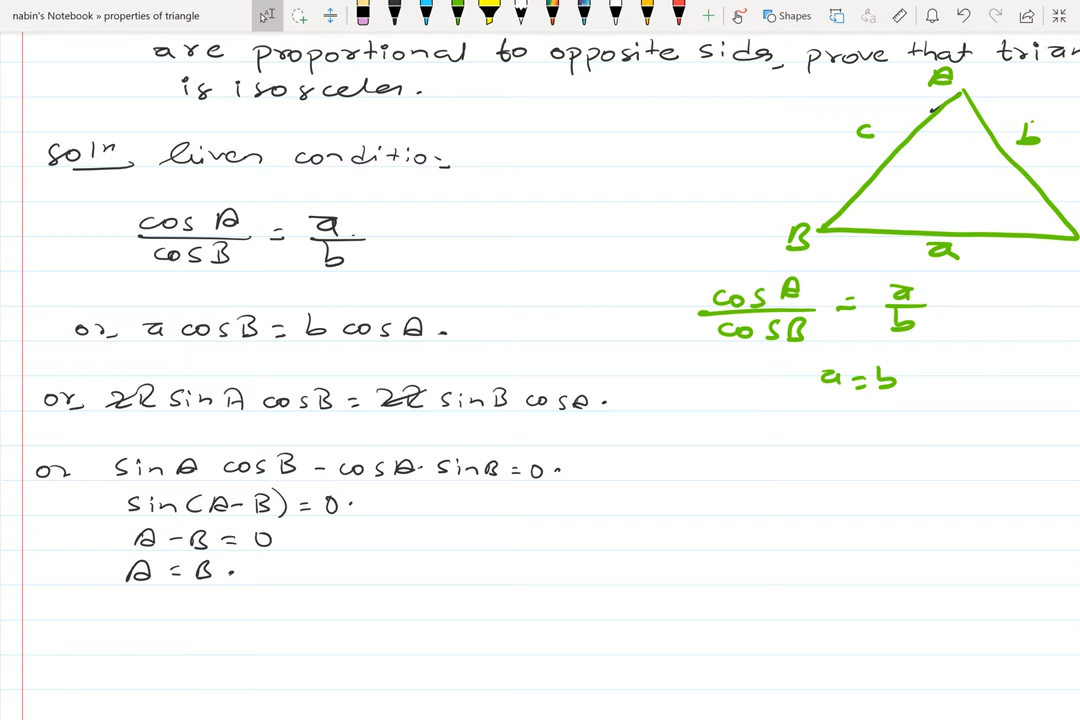 nabin's Notebook » properties of triangle
Shapes
are proportional to opposite side, prove that trian
is isosceles.
A
c
b
B
a
Soln, Given condition
cos A / cos B = a / b
cos A / cos B = a / b
or, a cos B = b cos A.
a = b
or, 2R sin A cos B = 2R sin B cos A.
or sin A cos B - cos A. sin B = 0.
sin (A - B) = 0.
A - B = 0
A = B.